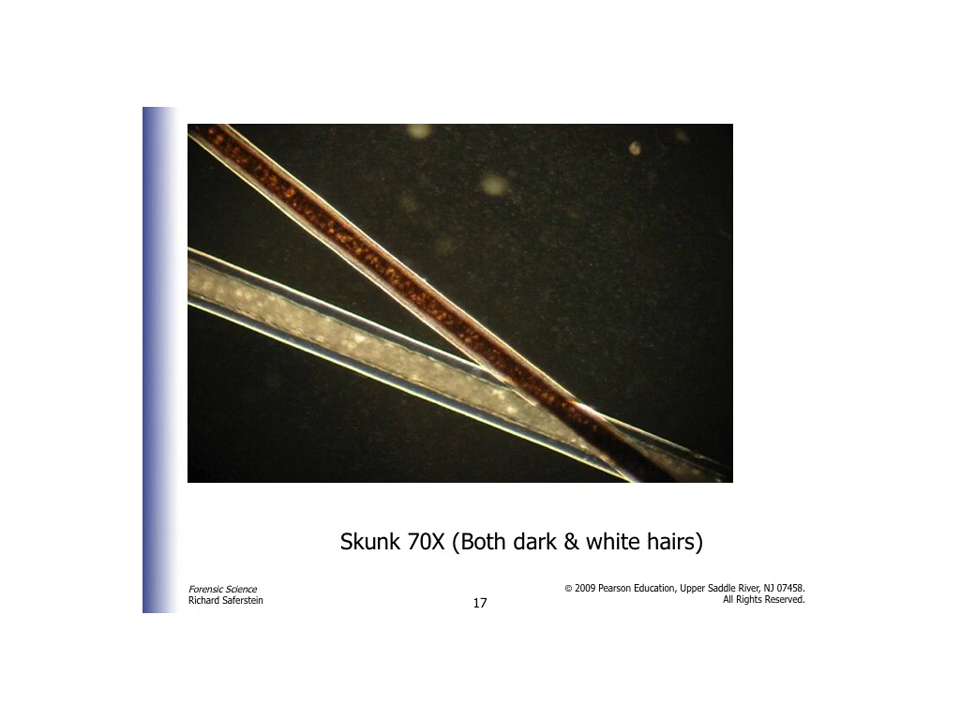 Skunk 70X (Both dark & white hairs)
Forensic Science
Richard Saferstein
17
© 2009 Pearson Education, Upper Saddle River, NJ 07458.
All Rights Reserved.